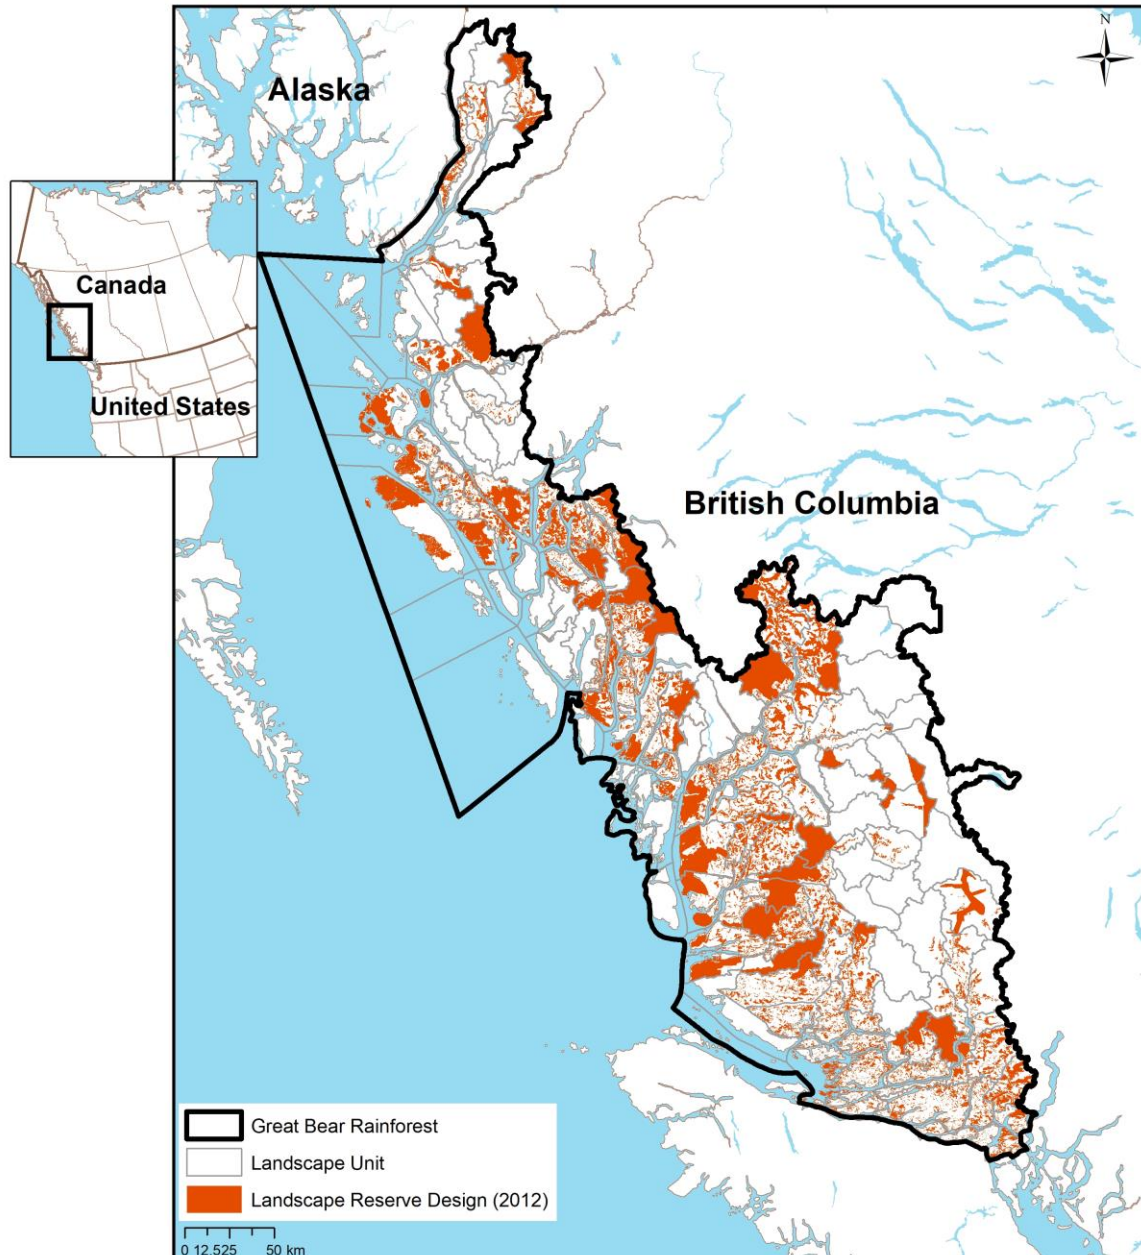 N
Alaska
Canada
United States
British Columbia
Great Bear Rainforest
Landscape Unit
Landscape Reserve Design (2012)
0 12.525 50 km